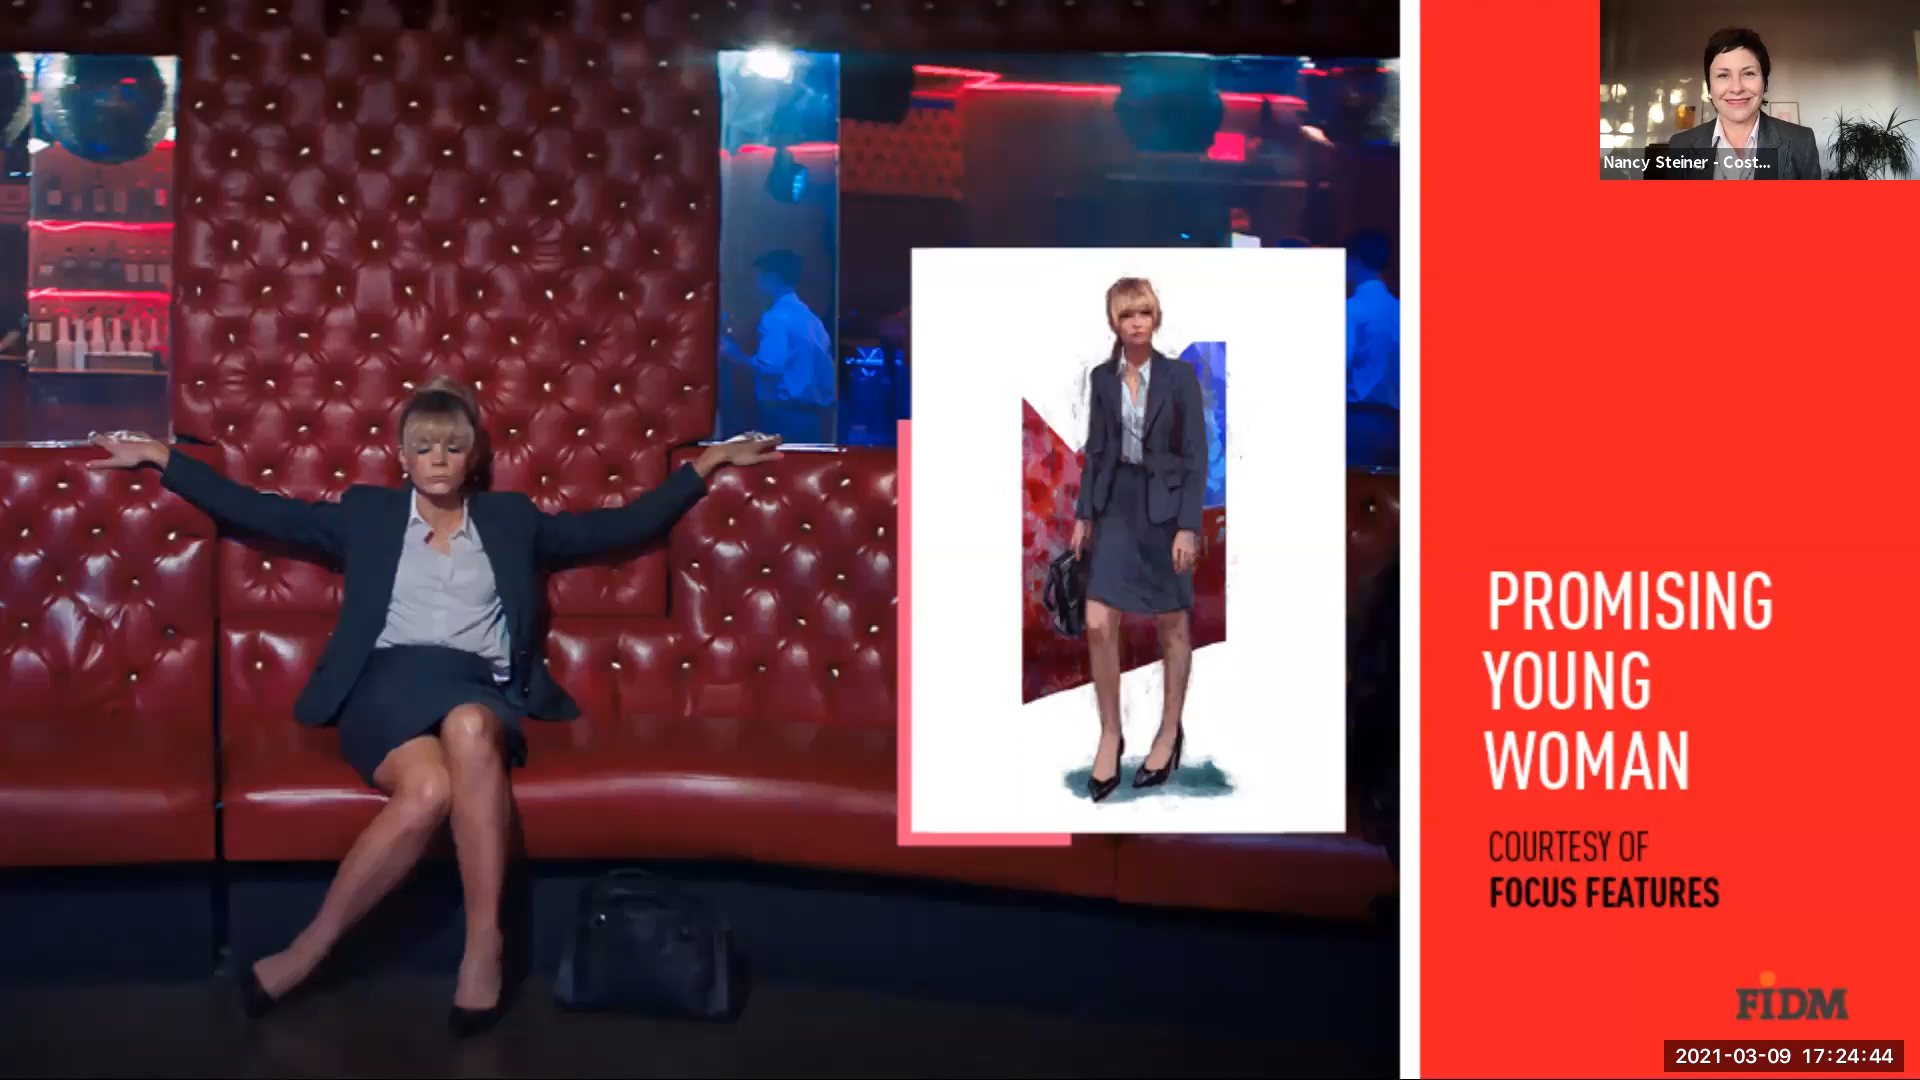 Nancy Steiner - Cost...
PROMISING
YOUNG
WOMAN
COURTESY OF
FOCUS FEATURES
FIDM
2021-03-09 17:24:44